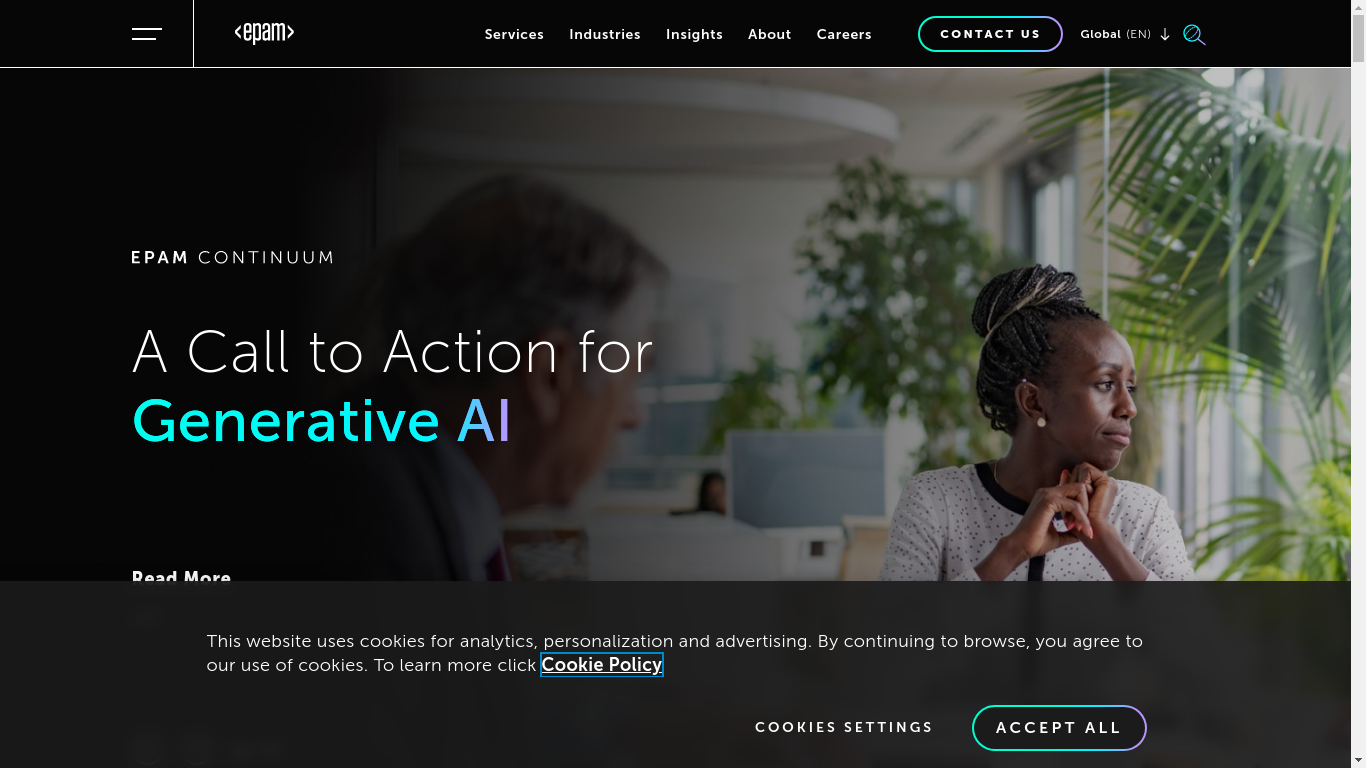 <epam>
Services Industries Insights About Careers CONTACT US Global (EN)
EPAM CONTINUUM
A Call to Action for
Generative AI
Read More
This website uses cookies for analytics, personalization and advertising. By continuing to browse, you agree to
our use of cookies. To learn more click Cookie Policy
COOKIES SETTINGS ACCEPT ALL